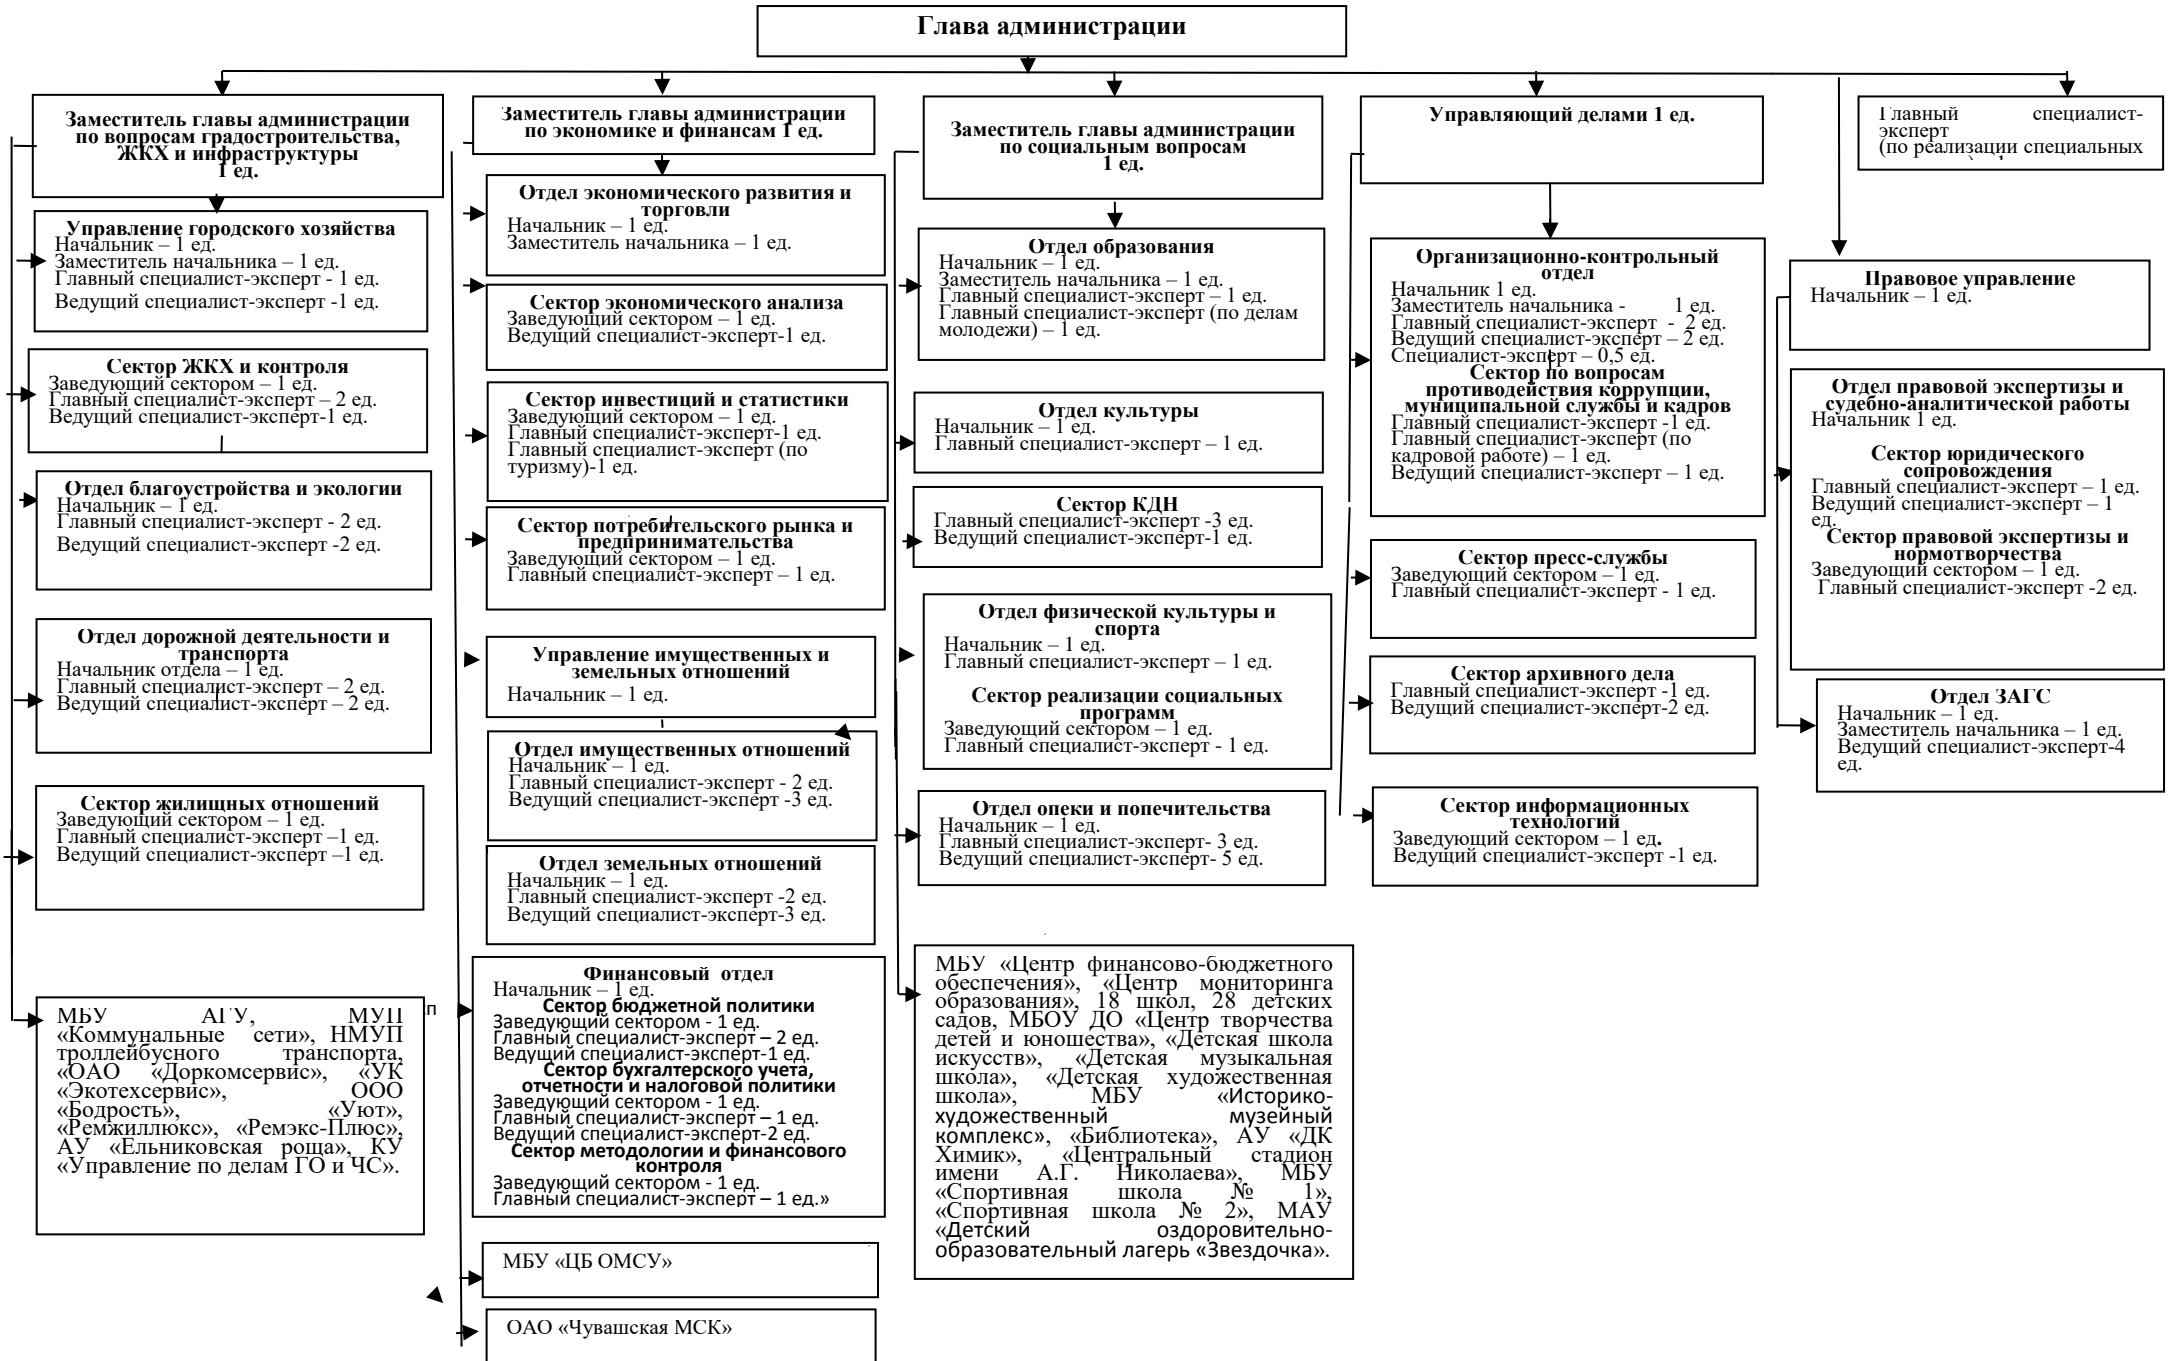 Глава администрации
Заместитель главы администрации
по вопросам градостроительства,
ЖКХ и инфраструктуры
1 ед.
Управление городского хозяйства
Начальник – 1 ед.
Заместитель начальника – 1 ед.
Главный специалист-эксперт - 1 ед.
Ведущий специалист-эксперт -1 ед.
Сектор ЖКХ и контроля
Заведующий сектором – 1 ед.
Главный специалист-эксперт – 2 ед.
Ведущий специалист-эксперт-1 ед.
Отдел благоустройства и экологии
Начальник – 1 ед.
Главный специалист-эксперт - 2 ед.
Ведущий специалист-эксперт -2 ед.
Отдел дорожной деятельности и
транспорта
Начальник отдела – 1 ед.
Главный специалист-эксперт – 2 ед.
Ведущий специалист-эксперт – 2 ед.
Сектор жилищных отношений
Заведующий сектором – 1 ед.
Главный специалист-эксперт –1 ед.
Ведущий специалист-эксперт –1 ед.
МБУ АГУ, МУП
«Коммунальные сети», НМУП
троллейбусного транспорта,
«ОАО «Доркомсервис», «УК
«Экотехсервис», ООО
«Бодрость», «Уют»,
«Ремжиллюкс», «Ремэкс-Плюс»,
АУ «Ельниковская роща», КУ
«Управление по делам ГО и ЧС».
п
Заместитель главы администрации
по экономике и финансам 1 ед.
Отдел экономического развития и
торговли
Начальник – 1 ед.
Заместитель начальника – 1 ед.
Сектор экономического анализа
Заведующий сектором – 1 ед.
Ведущий специалист-эксперт-1 ед.
Сектор инвестиций и статистики
Заведующий сектором – 1 ед.
Главный специалист-эксперт-1 ед.
Главный специалист-эксперт (по
туризму)-1 ед.
Сектор потребительского рынка и
предпринимательства
Заведующий сектором – 1 ед.
Главный специалист-эксперт – 1 ед.
Управление имущественных и
земельных отношений
Начальник – 1 ед.
Отдел имущественных отношений
Начальник – 1 ед.
Главный специалист-эксперт - 2 ед.
Ведущий специалист-эксперт -3 ед.
Отдел земельных отношений
Начальник – 1 ед.
Главный специалист-эксперт -2 ед.
Ведущий специалист-эксперт-3 ед.
Финансовый отдел
Начальник – 1 ед.
Сектор бюджетной политики
Заведующий сектором - 1 ед.
Главный специалист-эксперт – 2 ед.
Ведущий специалист-эксперт-1 ед.
Сектор бухгалтерского учета,
отчетности и налоговой политики
Заведующий сектором - 1 ед.
Главный специалист-эксперт – 1 ед.
Ведущий специалист-эксперт-2 ед.
Сектор методологии и финансового
контроля
Заведующий сектором - 1 ед.
Главный специалист-эксперт – 1 ед.»
МБУ «ЦБ ОМСУ»
ОАО «Чувашская МСК»
Заместитель главы администрации
по социальным вопросам
1 ед.
Отдел образования
Начальник – 1 ед.
Заместитель начальника – 1 ед.
Главный специалист-эксперт – 1 ед.
Главный специалист-эксперт (по делам
молодежи) – 1 ед.
Отдел культуры
Начальник – 1 ед.
Главный специалист-эксперт – 1 ед.
Сектор КДН
Главный специалист-эксперт -3 ед.
Ведущий специалист-эксперт-1 ед.
Отдел физической культуры и
спорта
Начальник – 1 ед.
Главный специалист-эксперт – 1 ед.
Сектор реализации социальных
программ
Заведующий сектором – 1 ед.
Главный специалист-эксперт - 1 ед.
Отдел опеки и попечительства
Начальник – 1 ед.
Главный специалист-эксперт- 3 ед.
Ведущий специалист-эксперт- 5 ед.
МБУ «Центр финансово-бюджетного
обеспечения», «Центр мониторинга
образования», 18 школ, 28 детских
садов, МБОУ ДО «Центр творчества
детей и юношества», «Детская школа
искусств», «Детская музыкальная
школа», «Детская художественная
школа», МБУ «Историко-
художественный музейный
комплекс», «Библиотека», АУ «ДК
Химик», «Центральный стадион
имени А.Г. Николаева», МБУ
«Спортивная школа № 1»,
«Спортивная школа № 2», МАУ
«Детский оздоровительно-
образовательный лагерь «Звездочка».
Управляющий делами 1 ед.
Организационно-контрольный
отдел
Начальник 1 ед.
Заместитель начальника - 1 ед.
Главный специалист-эксперт - 2 ед.
Ведущий специалист-эксперт – 2 ед.
Специалист-эксперт – 0,5 ед.
Сектор по вопросам
противодействия коррупции,
муниципальной службы и кадров
Главный специалист-эксперт -1 ед.
Главный специалист-эксперт (по
кадровой работе) – 1 ед.
Ведущий специалист-эксперт – 1 ед.
Сектор пресс-службы
Заведующий сектором – 1 ед.
Главный специалист-эксперт - 1 ед.
Сектор архивного дела
Главный специалист-эксперт -1 ед.
Ведущий специалист-эксперт-2 ед.
Сектор информационных
технологий
Заведующий сектором – 1 ед.
Ведущий специалист-эксперт -1 ед.
Главный специалист-
эксперт
(по реализации специальных
Правовое управление
Начальник – 1 ед.
Отдел правовой экспертизы и
судебно-аналитической работы
Начальник 1 ед.
Сектор юридического
сопровождения
Главный специалист-эксперт – 1 ед.
Ведущий специалист-эксперт – 1
ед.
Сектор правовой экспертизы и
нормотворчества
Заведующий сектором – 1 ед.
Главный специалист-эксперт -2 ед.
Отдел ЗАГС
Начальник – 1 ед.
Заместитель начальника – 1 ед.
Ведущий специалист-эксперт-4
ед.